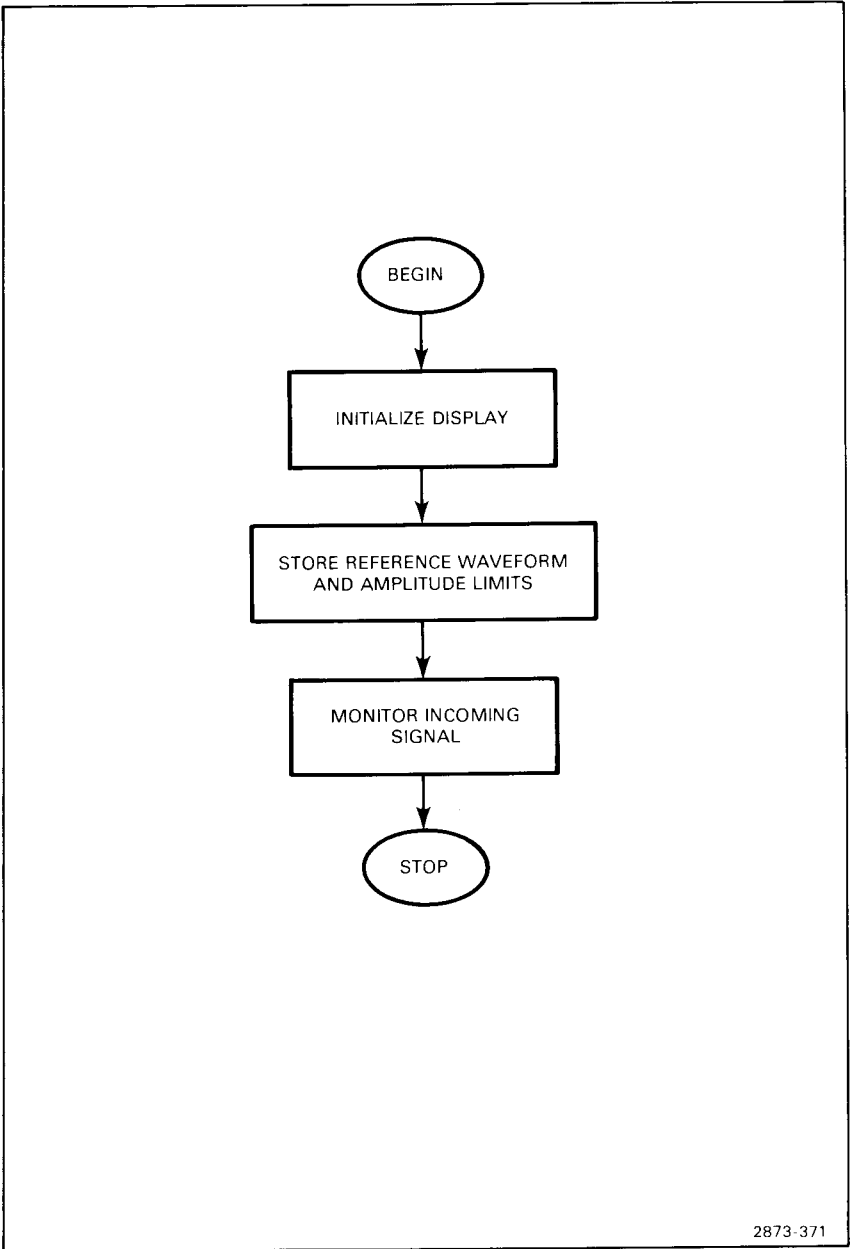 BEGIN
INITIALIZE DISPLAY
STORE REFERENCE WAVEFORM
AND AMPLITUDE LIMITS
MONITOR INCOMING
SIGNAL
STOP
2873-371